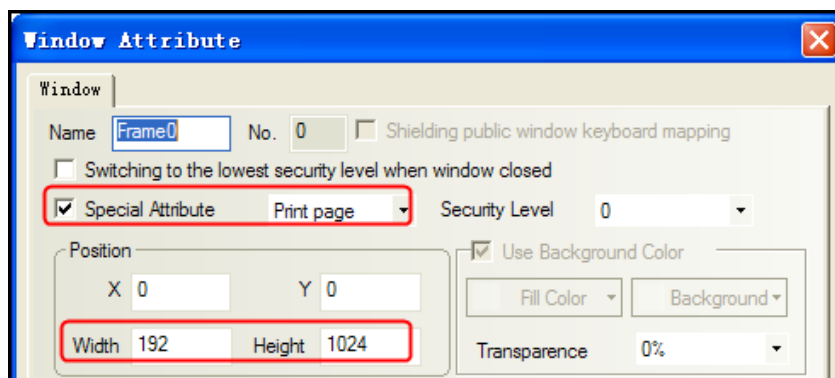 Window Attribute
Window
Name Frame0 No. 0 Shielding public window keyboard mapping
Switching to the lowest security level when window closed
Special Attribute Print page Security Level 0
Position Use Background Color
X 0 Y 0 Fill Color Background
Width 192 Height 1024 Transparence 0%